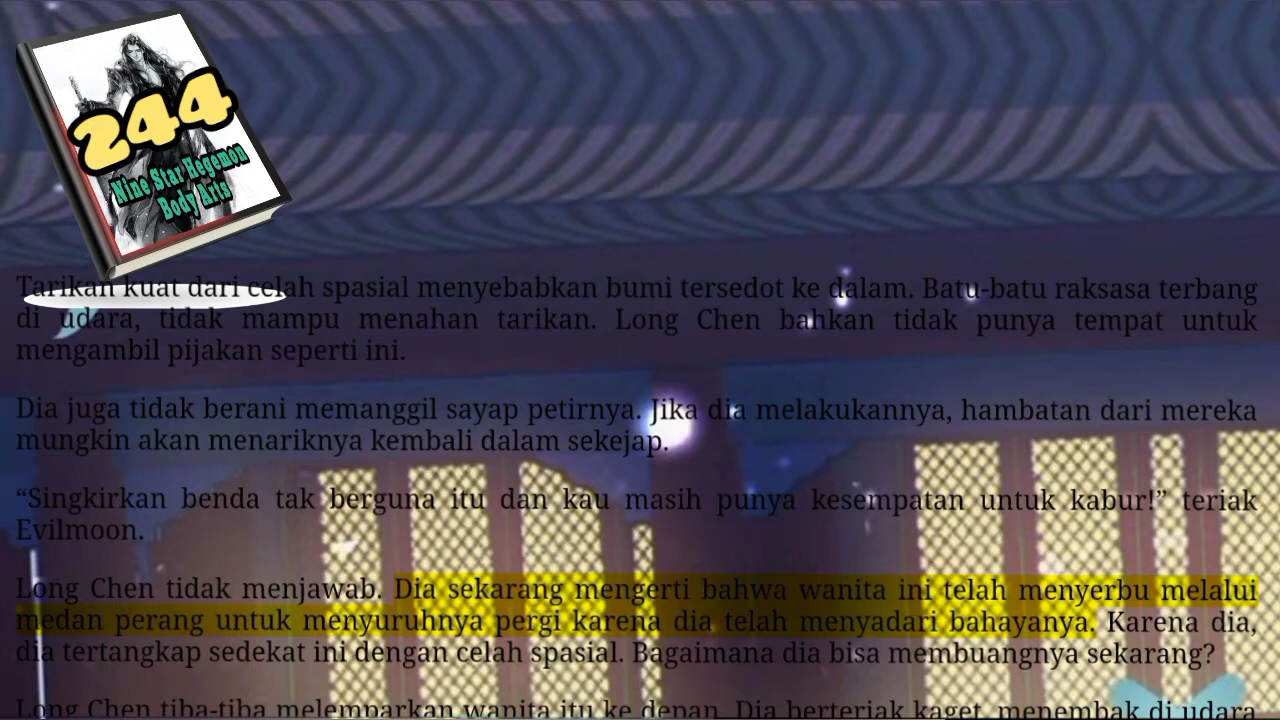 244
Nine Star Hegemon
Body Arts
Tarikan kuat dari celah spasial menyebabkan bumi tersedot ke dalam. Batu-batu raksasa terbang
di udara, tidak mampu menahan tarikan. Long Chen bahkan tidak punya tempat untuk
mengambil pijakan seperti ini.
Dia juga tidak berani memanggil sayap petirnya. Jika dia melakukannya, hambatan dari mereka
mungkin akan menariknya kembali dalam sekejap.
“Singkirkan benda tak berguna itu dan kau masih punya kesempatan untuk kabur!” teriak
Evilmoon.
Long Chen tidak menjawab. Dia sekarang mengerti bahwa wanita ini telah menyerbu melalui
medan perang untuk menyuruhnya pergi karena dia telah menyadari bahayanya. Karena dia,
dia tertangkap sedekat ini dengan celah spasial. Bagaimana dia bisa membuangnya sekarang?
Long Chen tiba-tiba melemparkan wanita itu ke depan. Dia berteriak kaget, menembak di udara